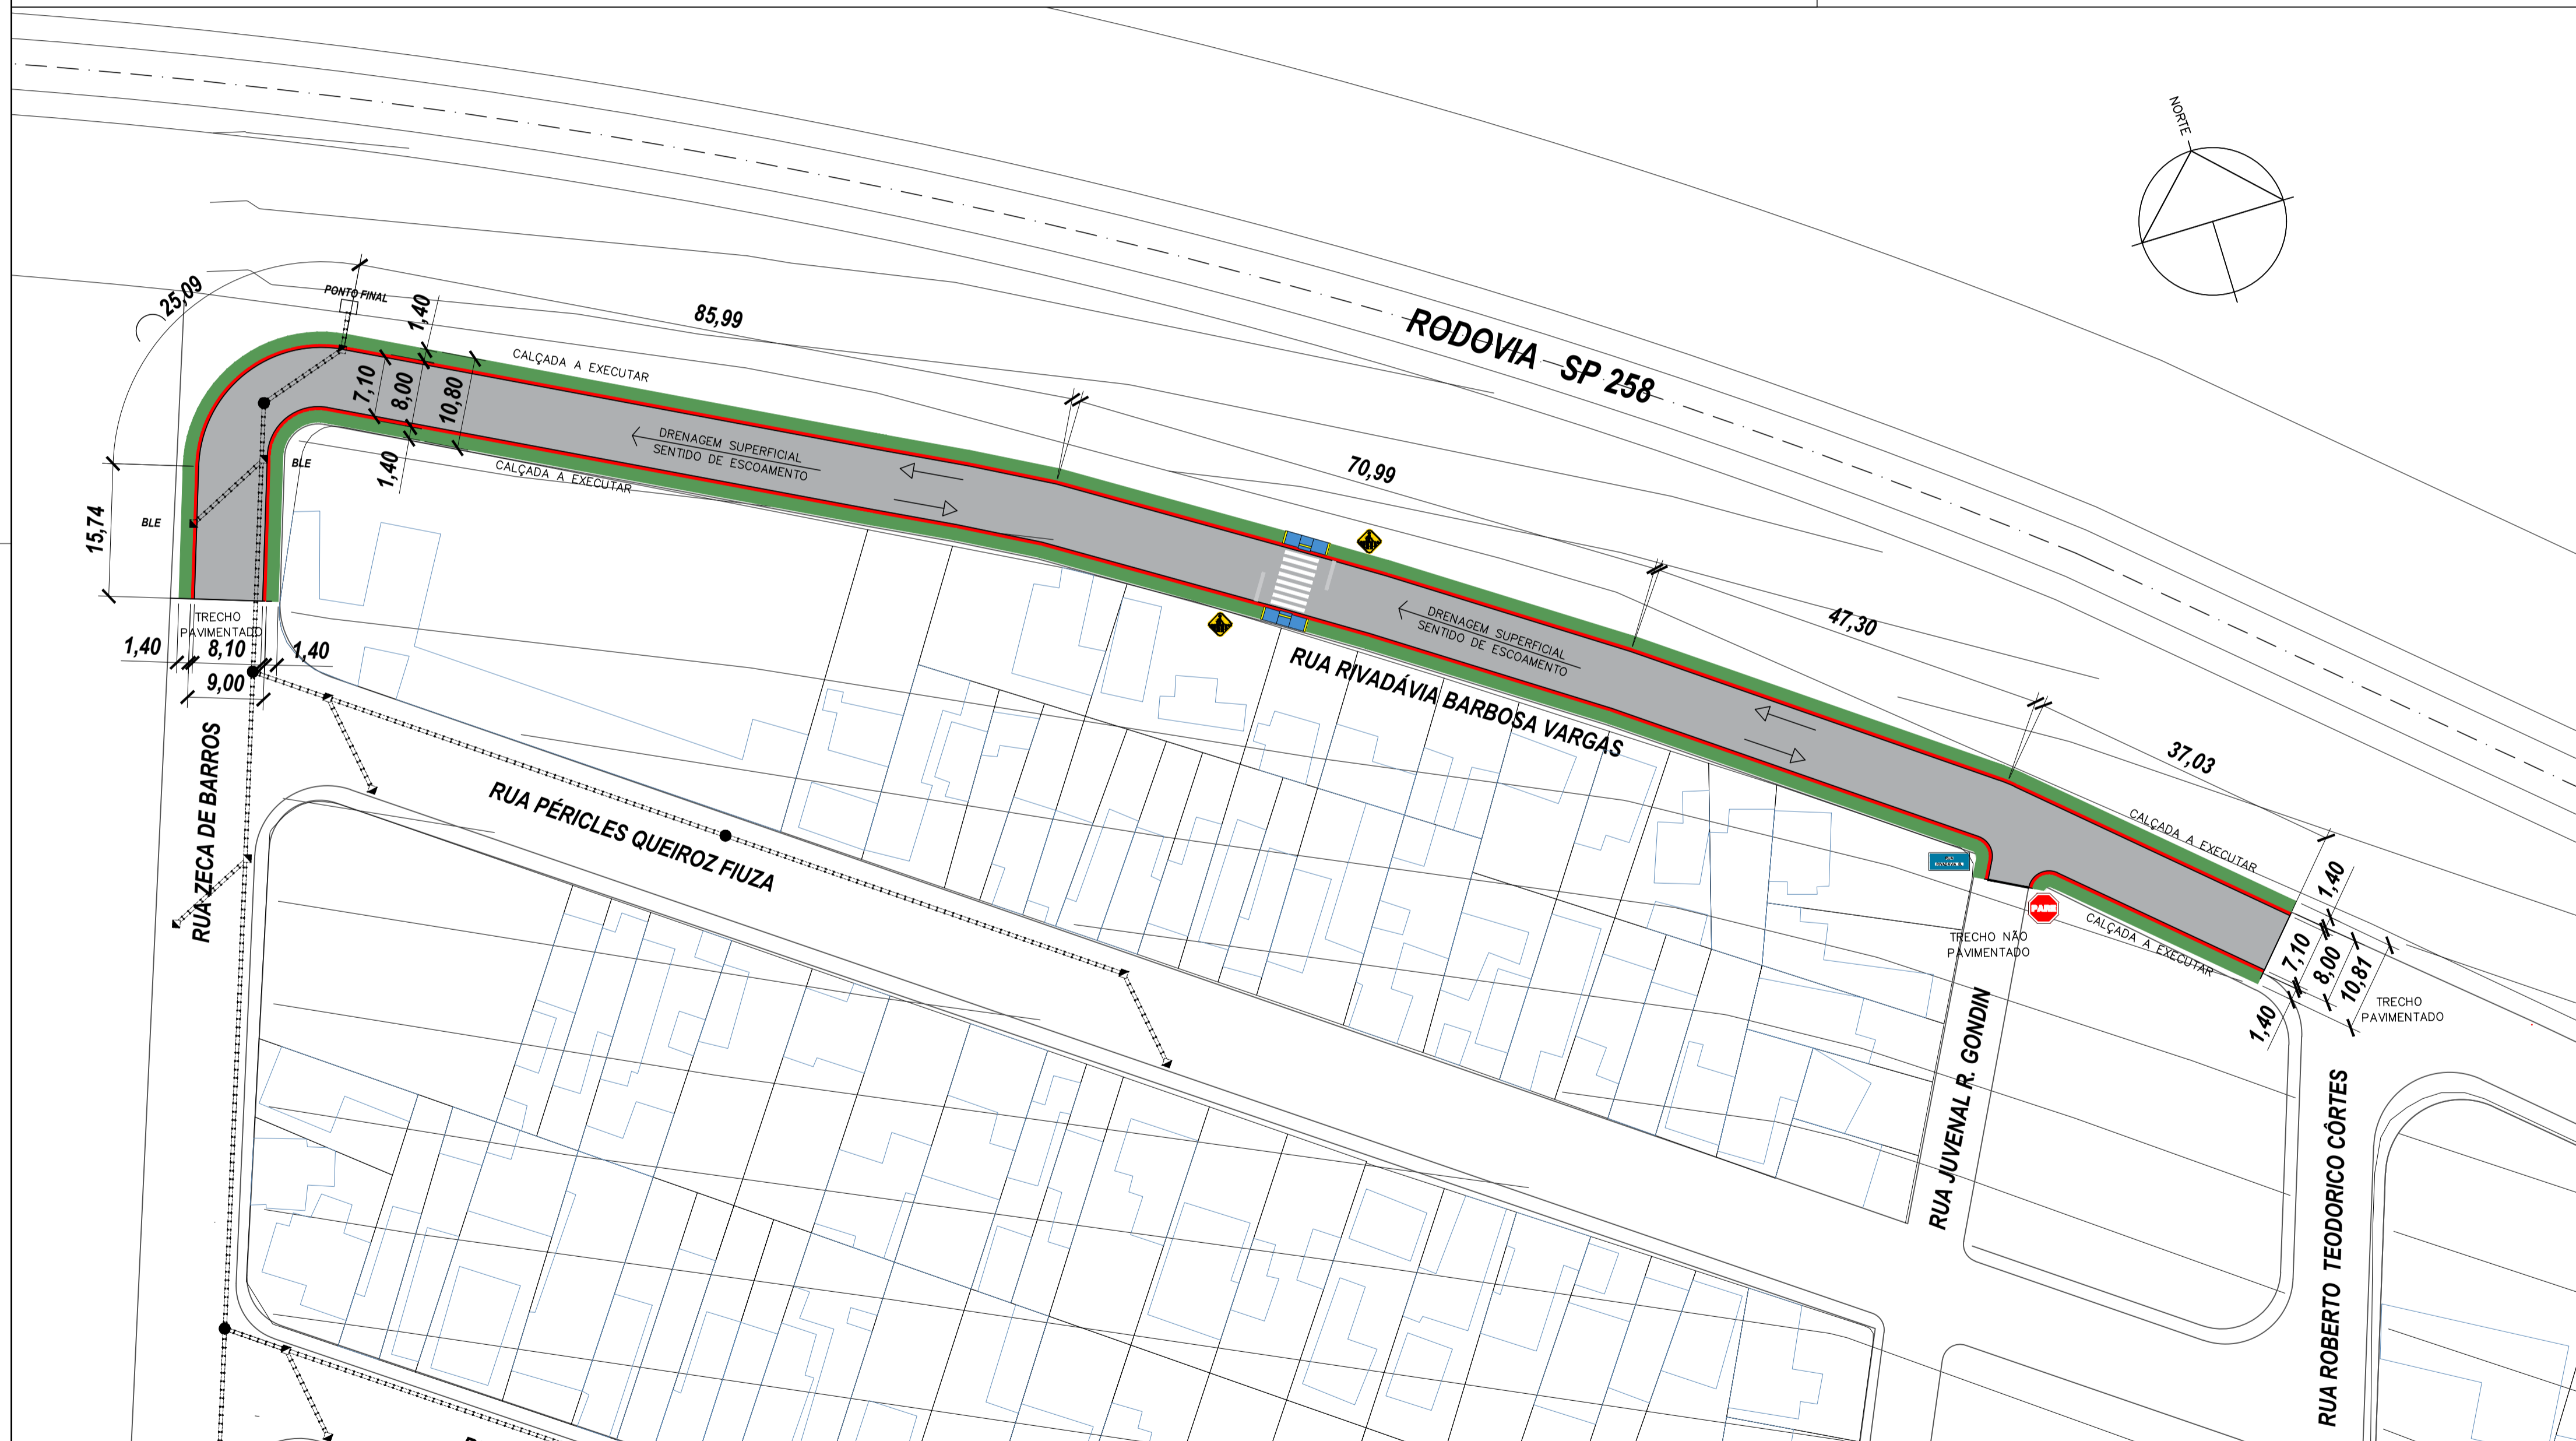 NORTE
RODOVIA SP 258
25,09
PONTO FINAL
1,40
85,99
CALÇADA A EXECUTAR
7,10
8,00
10,80
1,40
DRENAGEM SUPERFICIAL
SENTIDO DE ESCOAMENTO
CALÇADA A EXECUTAR
BLE
BLE
15,74
70,99
TRECHO
PAVIMENTADO
1,40
8,10
1,40
9,00
DRENAGEM SUPERFICIAL
SENTIDO DE ESCOAMENTO
47,30
RUA RIVADÁVIA BARBOSA VARGAS
37,03
RUA ZECA DE BARROS
RUA PÉRICLES QUEIROZ FIUZA
CALÇADA A EXECUTAR
1,40
PARE
CALÇADA A EXECUTAR
TRECHO NÃO
PAVIMENTADO
7,10
8,00
10,81
1,40
TRECHO
PAVIMENTADO
RUA JUVENAL R. GONDIN
RUA ROBERTO TEODORICO CÔRTES